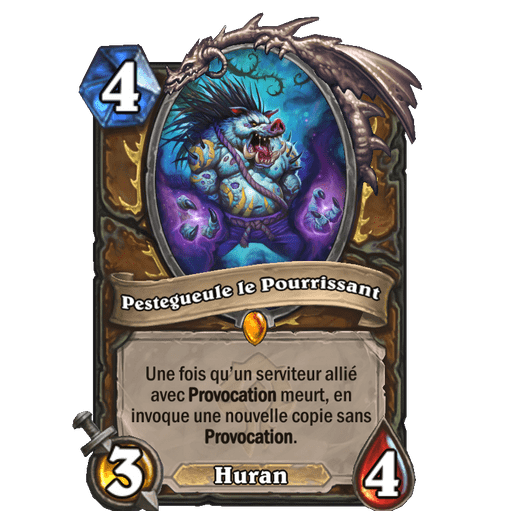 4
Pestegueule le Pourrissant
Une fois qu'un serviteur allié
avec Provocation meurt, en
invoque une nouvelle copie sans
Provocation.
3
Huran
4